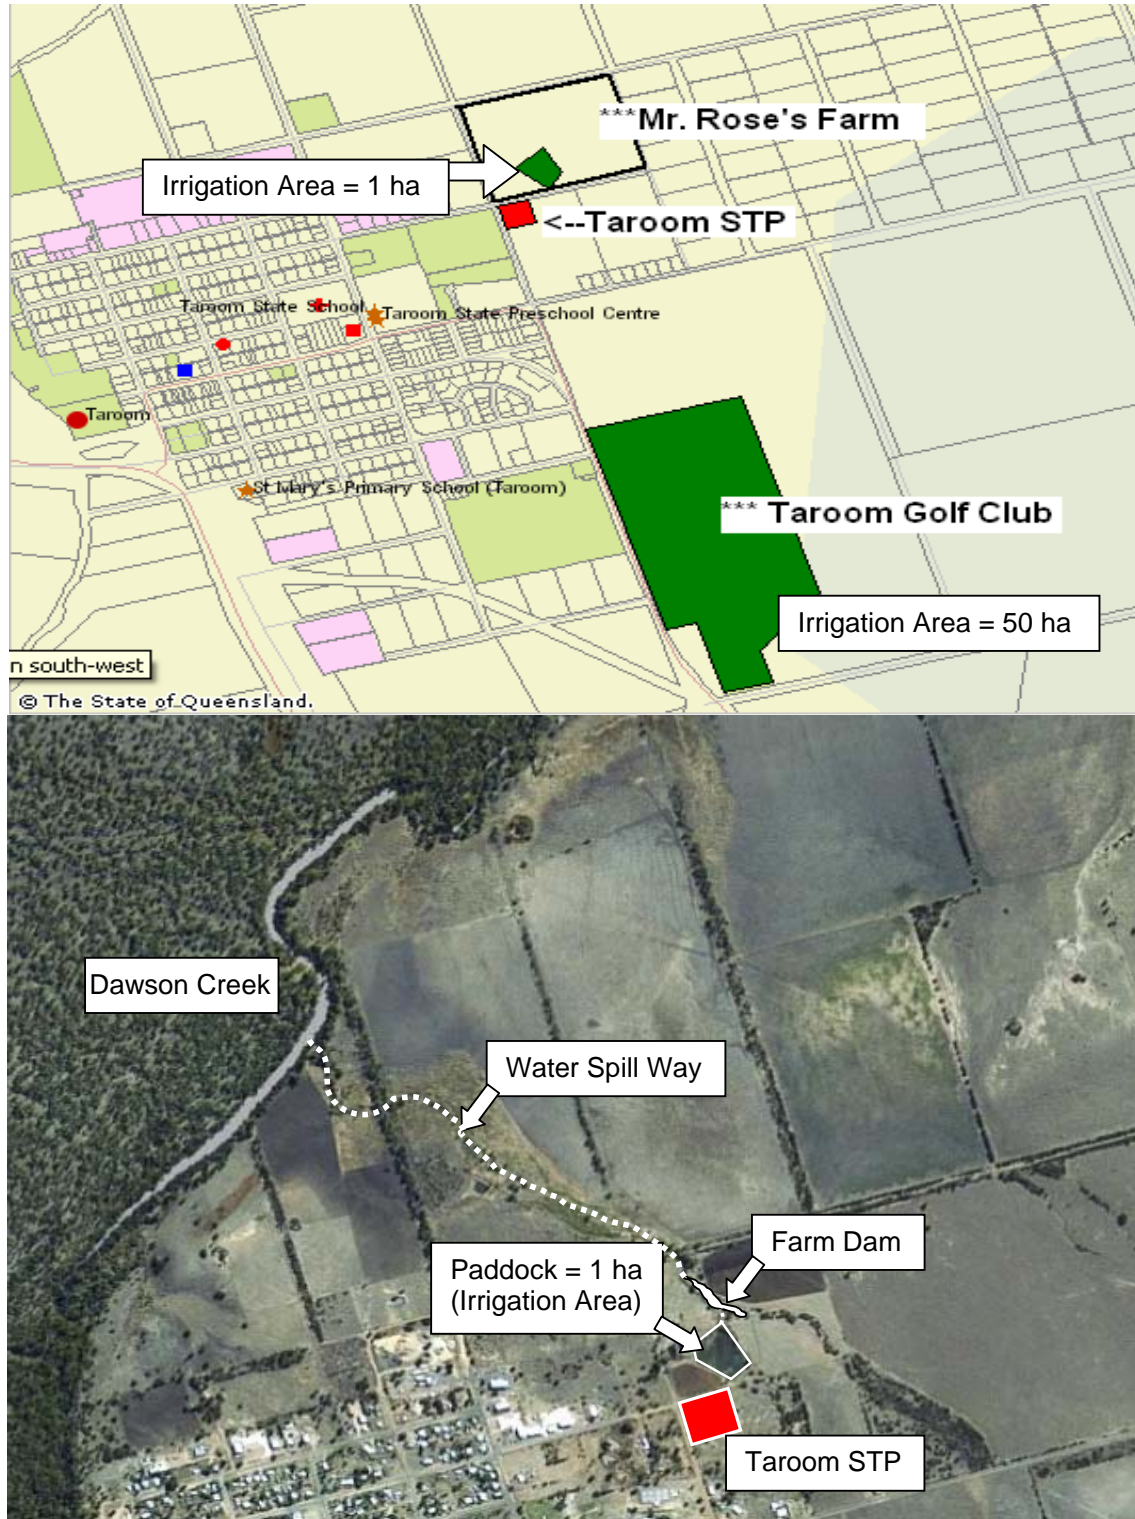 ***Mr. Rose's Farm
Irrigation Area = 1 ha
<--Taroom STP
Taroom State School
Taroom State Preschool Centre
Taroom
St Mary's Primary School (Taroom)
*** Taroom Golf Club
Irrigation Area = 50 ha
n south-west
© The State of Queensland.
Dawson Creek
Water Spill Way
Farm Dam
Paddock = 1 ha
(Irrigation Area)
Taroom STP